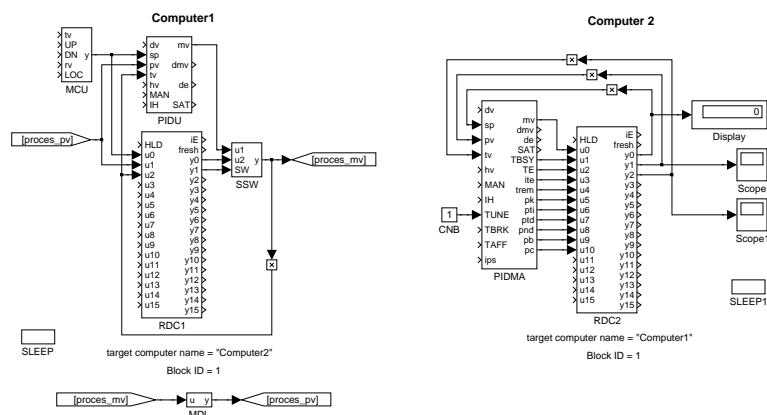 Computer1
tv
UP
DN y
rv
LOC
MCU
dv mv
sp
pv dmv
tv
hv de
MAN
IH SAT
PIDU
[proces_pv]
HLD iE
fresh
u0 y0
u1 y1
u2 y2
u3 y3
u4 y4
u5 y5
u6 y6
u7 y7
u8 y8
u9 y9
u10 y10
u11 y11
u12 y12
u13 y13
u14 y14
u15 y15
RDC1
u1
u2 y
SW
SSW
[proces_mv]
SLEEP
target computer name = "Computer2"
Block ID = 1
[proces_mv]
u y
MDL
[proces_pv]
Computer 2
dv mv
sp dmv
pv de
SAT
tv TBSY
hv TE
ite
MAN trem
IH pk
pti
TUNE ptd
TBRK pnd
TAFF pb
ips pc
PIDMA
1
CNB
HLD iE
fresh
u0 y0
u1 y1
u2 y2
u3 y3
u4 y4
u5 y5
u6 y6
u7 y7
u8 y8
u9 y9
u10 y10
u11 y11
u12 y12
u13 y13
u14 y14
u15 y15
RDC2
0
Display
Scope
Scope1
SLEEP1
target computer name = "Computer1"
Block ID = 1